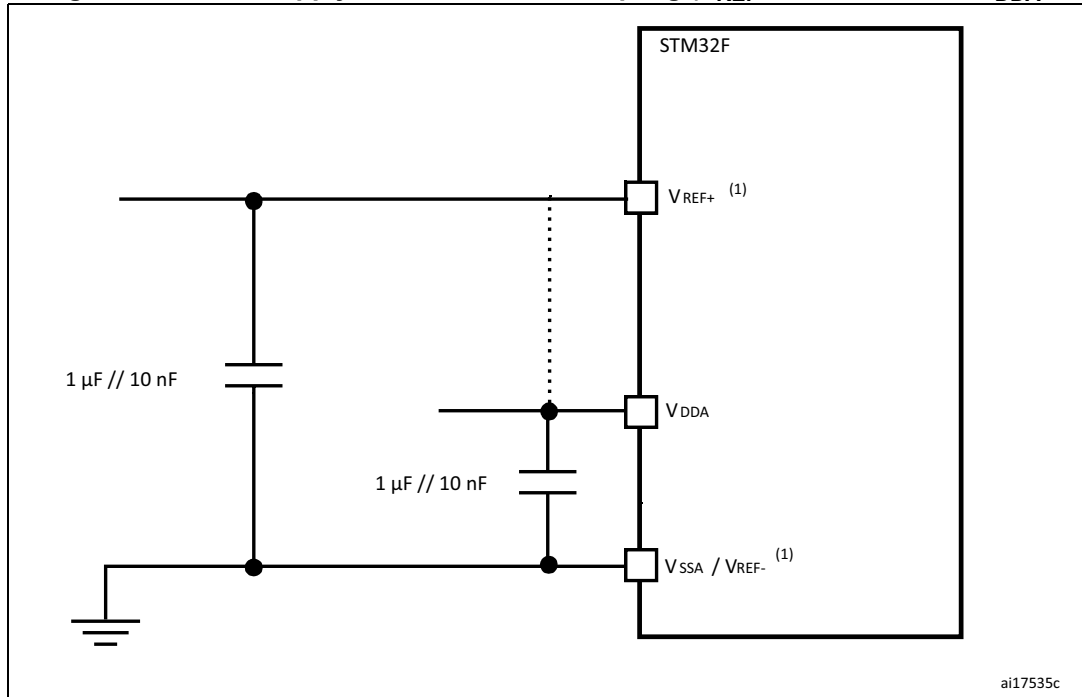 STM32F
VREF+ (1)
1 µF // 10 nF
VDDA
1 µF // 10 nF
VSSA / VREF- (1)
ai17535c